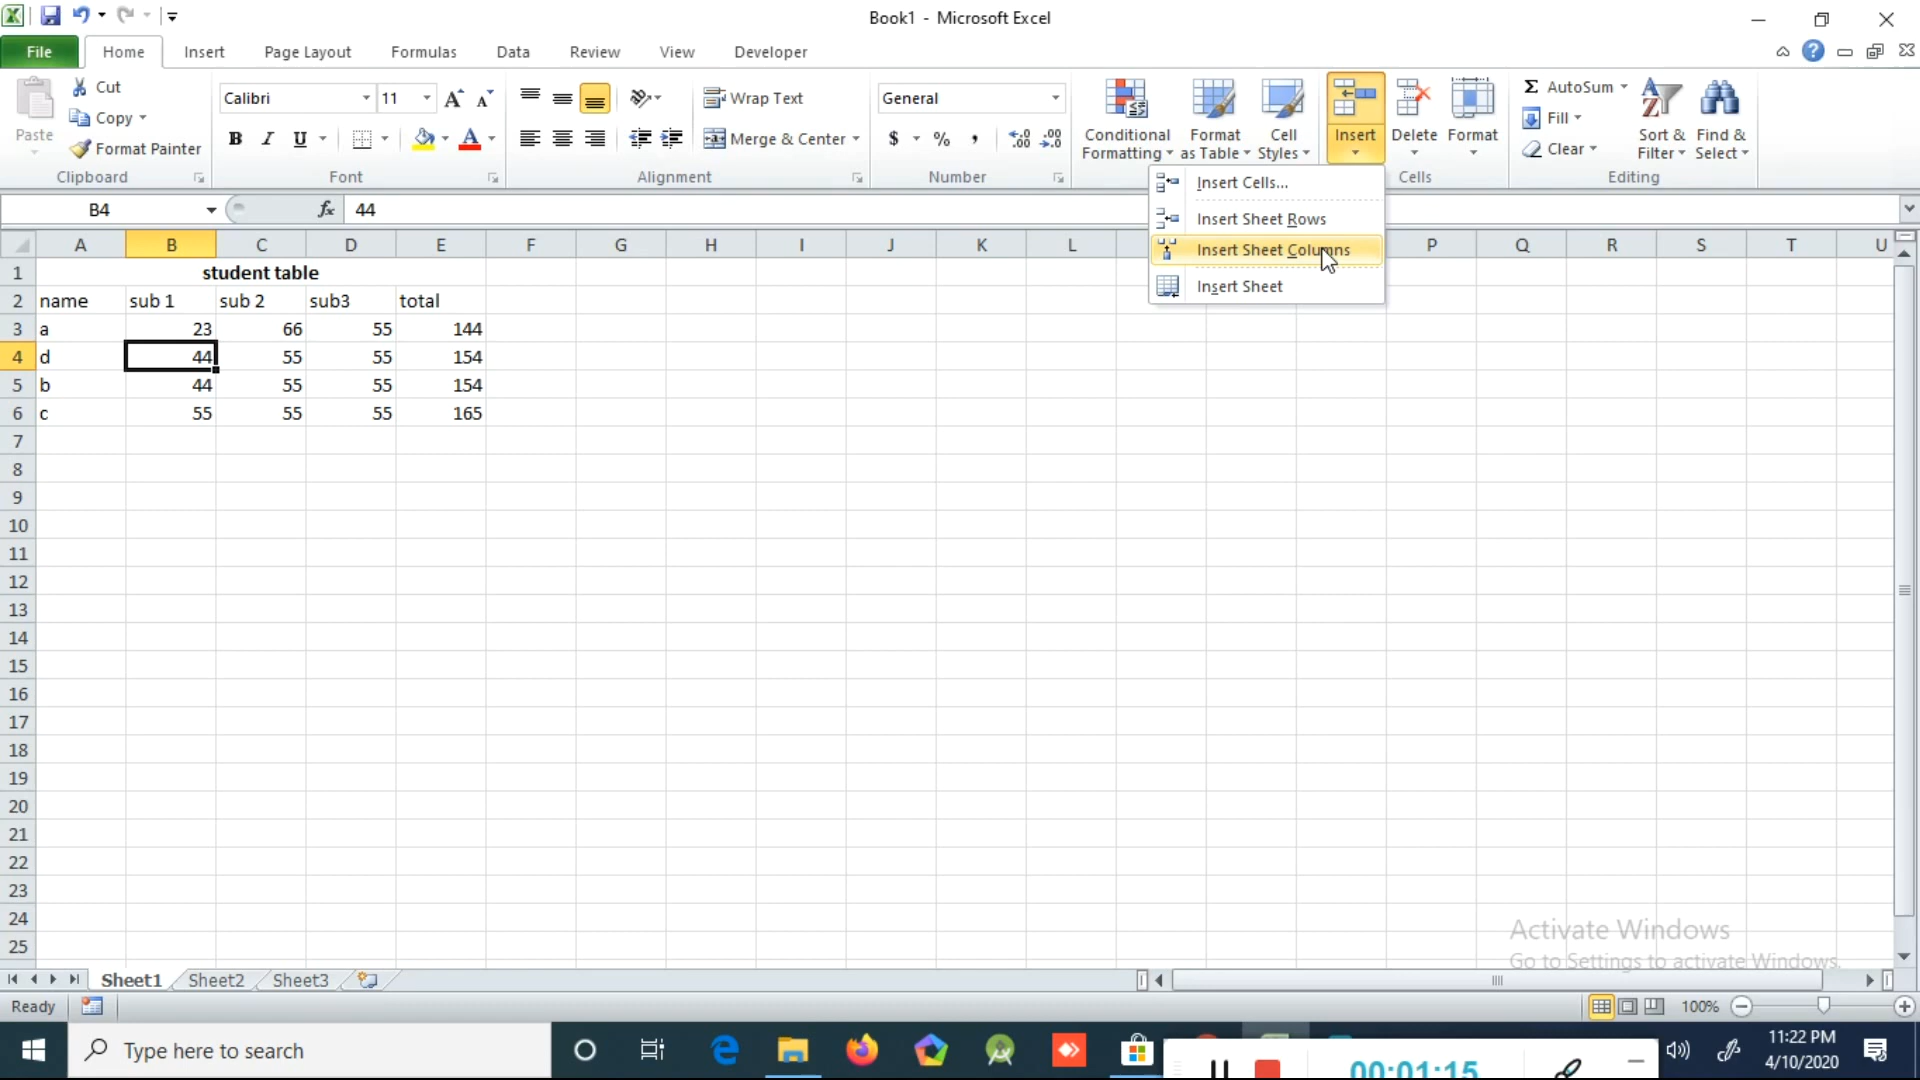 Book1 - Microsoft Excel
File Home Insert Page Layout Formulas Data Review View Developer
Paste
Cut
Copy
Format Painter
Clipboard
Calibri 11
B I U
Font
Wrap Text
Merge & Center
Alignment
General
$ % ,
Number
Conditional Formatting
Format as Table
Cell Styles
Insert
Delete
Format
Cells
AutoSum
Fill
Clear
Sort & Filter
Find & Select
Editing
Insert Cells...
Insert Sheet Rows
Insert Sheet Columns
Insert Sheet
B4 fx 44
A B C D E F G H I J K L P Q R S T U
1 student table
2 name sub 1 sub 2 sub3 total
3 a 23 66 55 144
4 d 44 55 55 154
5 b 44 55 55 154
6 c 55 55 55 165
7
8
9
10
11
12
13
14
15
16
17
18
19
20
21
22
23
24
25
Activate Windows
Go to Settings to activate Windows.
Sheet1 Sheet2 Sheet3
Ready 100%
Type here to search
00:01:15
11:22 PM
4/10/2020